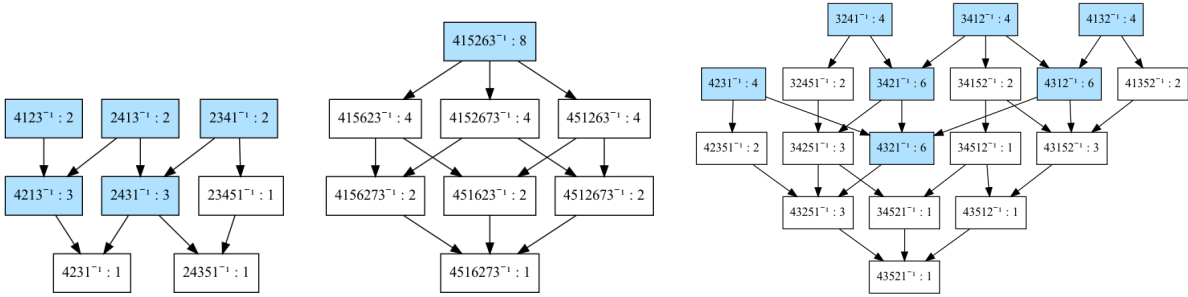 4123⁻¹ : 2
2413⁻¹ : 2
2341⁻¹ : 2
4213⁻¹ : 3
2431⁻¹ : 3
23451⁻¹ : 1
4231⁻¹ : 1
24351⁻¹ : 1
415263⁻¹ : 8
415623⁻¹ : 4
4152673⁻¹ : 4
451263⁻¹ : 4
4156273⁻¹ : 2
451623⁻¹ : 2
4512673⁻¹ : 2
4516273⁻¹ : 1
3241⁻¹ : 4
3412⁻¹ : 4
4132⁻¹ : 4
4231⁻¹ : 4
32451⁻¹ : 2
3421⁻¹ : 6
34152⁻¹ : 2
4312⁻¹ : 6
41352⁻¹ : 2
42351⁻¹ : 2
34251⁻¹ : 3
4321⁻¹ : 6
34512⁻¹ : 1
43152⁻¹ : 3
43251⁻¹ : 3
34521⁻¹ : 1
43512⁻¹ : 1
43521⁻¹ : 1